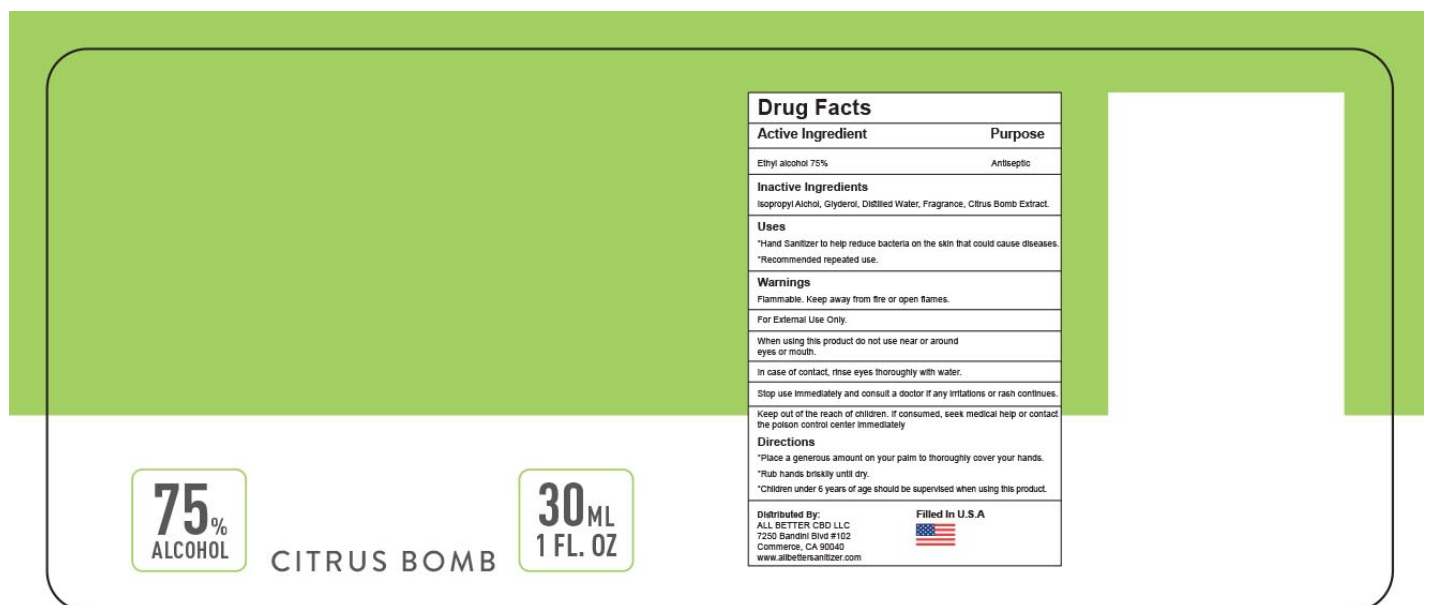 75%
ALCOHOL
CITRUS BOMB
30ML
1 FL. OZ
Drug Facts
Active Ingredient Purpose
Ethyl alcohol 75% Antiseptic
Inactive Ingredients
Isopropyl Alchol, Glyderol, Distilled Water, Fragrance, Citrus Bomb Extract.
Uses
*Hand Sanitizer to help reduce bacteria on the skin that could cause diseases.
*Recommended repeated use.
Warnings
Flammable. Keep away from fire or open flames.
For External Use Only.
When using this product do not use near or around
eyes or mouth.
In case of contact, rinse eyes thoroughly with water.
Stop use immediately and consult a doctor if any irritations or rash continues.
Keep out of the reach of children. If consumed, seek medical help or contact
the poison control center immediately
Directions
*Place a generous amount on your palm to thoroughly cover your hands.
*Rub hands briskily until dry.
*Children under 6 years of age should be supervised when using this product.
Distributed By:
ALL BETTER CBD LLC
7250 Bandini Blvd #102
Commerce, CA 90040
www.allbettersanitizer.com
Filled In U.S.A